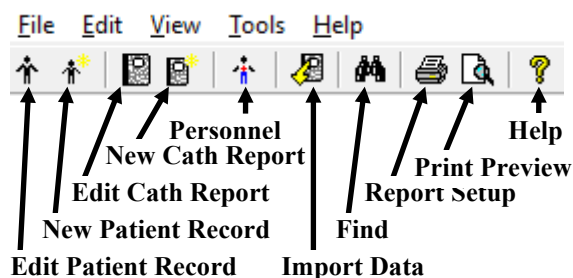 File Edit View Tools Help
Personnel Help
New Cath Report Print Preview
Edit Cath Report Report Setup
New Patient Record Find
Edit Patient Record Import Data